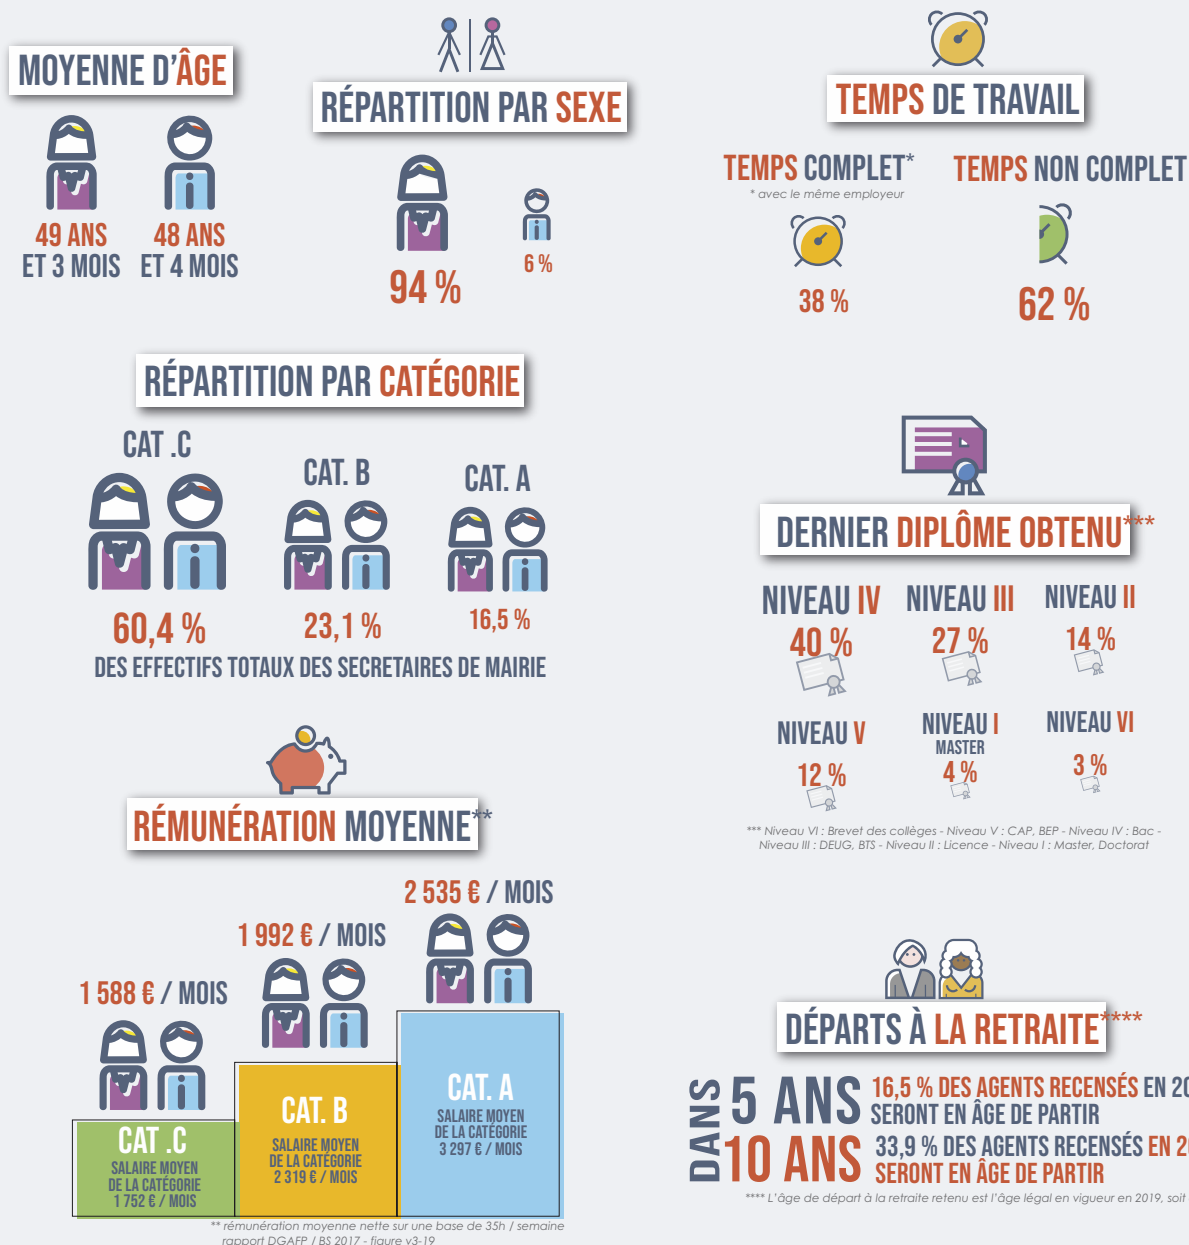 MOYENNE D'ÂGE
49 ANS
ET 3 MOIS
48 ANS
ET 4 MOIS
RÉPARTITION PAR SEXE
94 %
6 %
TEMPS DE TRAVAIL
TEMPS COMPLET*
* avec le même employeur
38 %
TEMPS NON COMPLET
62 %
RÉPARTITION PAR CATÉGORIE
CAT .C
60,4 %
CAT. B
23,1 %
CAT. A
16,5 %
DES EFFECTIFS TOTAUX DES SECRETAIRES DE MAIRIE
DERNIER DIPLÔME OBTENU***
NIVEAU IV
40 %
NIVEAU III
27 %
NIVEAU II
14 %
NIVEAU V
12 %
NIVEAU I
MASTER
4 %
NIVEAU VI
3 %
*** Niveau VI : Brevet des collèges - Niveau V : CAP, BEP - Niveau IV : Bac -
Niveau III : DEUG, BTS - Niveau II : Licence - Niveau I : Master, Doctorat
RÉMUNÉRATION MOYENNE**
1 588 € / MOIS
CAT .C
SALAIRE MOYEN
DE LA CATÉGORIE
1 752 € / MOIS
1 992 € / MOIS
CAT. B
SALAIRE MOYEN
DE LA CATÉGORIE
2 319 € / MOIS
2 535 € / MOIS
CAT. A
SALAIRE MOYEN
DE LA CATÉGORIE
3 297 € / MOIS
** rémunération moyenne nette sur une base de 35h / semaine
rapport DGAFP / BS 2017 - figure v3-19
DÉPARTS À LA RETRAITE****
DANS
5 ANS
16,5 % DES AGENTS RECENSÉS EN 20
SERONT EN ÂGE DE PARTIR
10 ANS
33,9 % DES AGENTS RECENSÉS EN 20
SERONT EN ÂGE DE PARTIR
**** L'âge de départ à la retraite retenu est l'âge légal en vigueur en 2019, soit